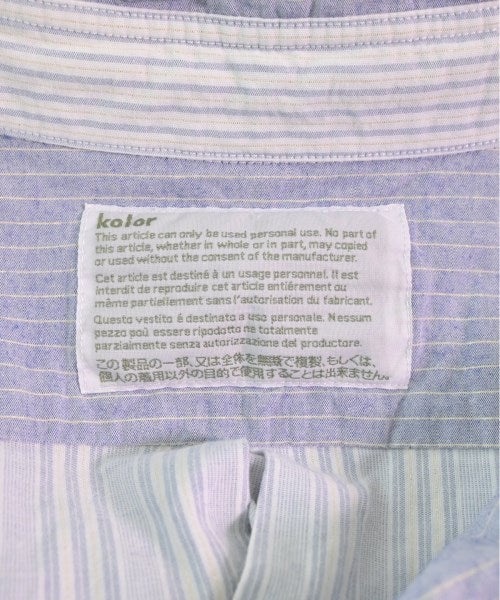 kolor
This article can only be used personal use. No part of
this article, whether in whole or in part, may copied
or used without the consent of the manufacturer.
Cet article est destiné à un usage personnel. Il est
interdit de reproduire cet article entiérement ou
même partiellement sans l'autorisation du fabricant.
Questo vestito é destinato a uso personale. Nessun
pezzo può essere ripodotto ne totalmente
parzialmente senza autorizzazione del produttore.
この製品の一部、又は全体を無断で複製、もしくは、
個人の着用以外の目的で使用することは出来ません。